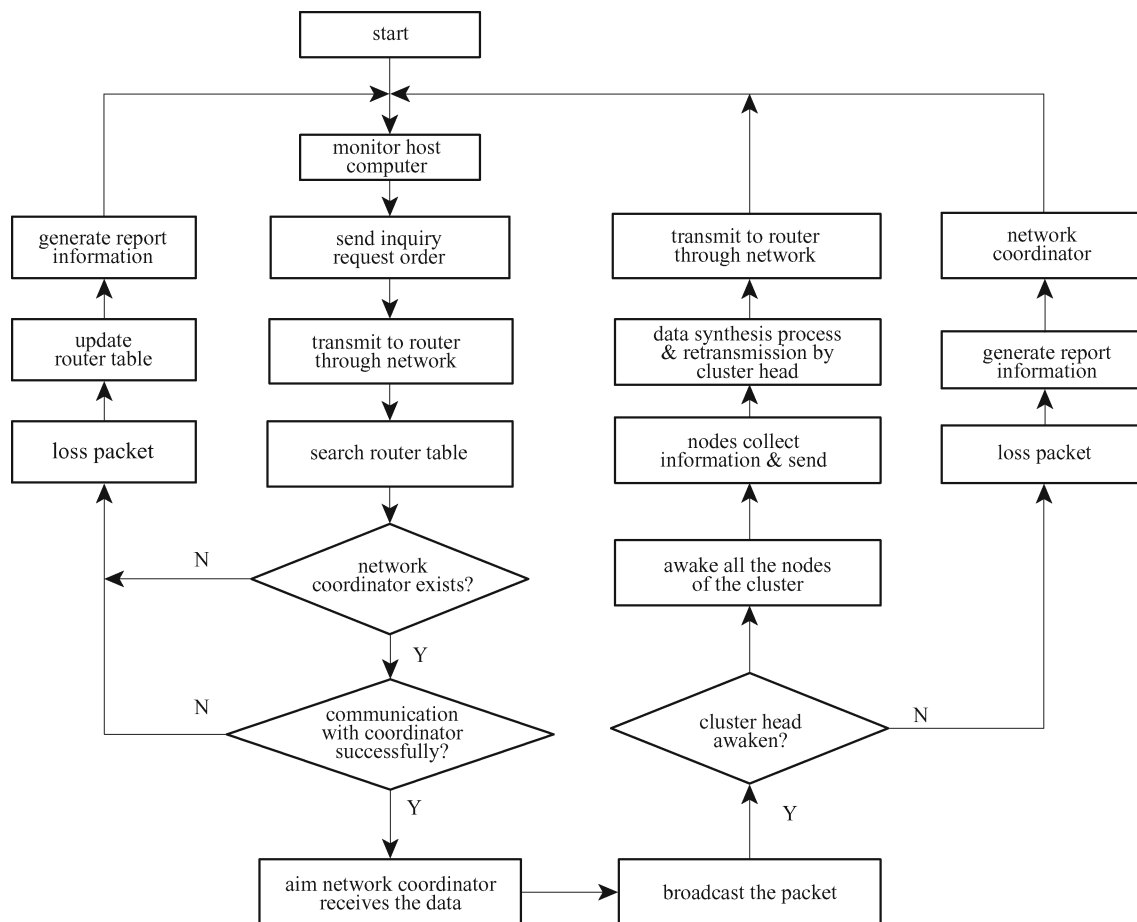 start
monitor host
computer
generate report
information
send inquiry
request order
transmit to router
through network
network
coordinator
update
router table
transmit to router
through network
data synthesis process
& retransmission by
cluster head
generate report
information
loss packet
search router table
nodes collect
information & send
loss packet
N
network
coordinator exists?
awake all the nodes
of the cluster
Y
N
communication
with coordinator
successfully?
cluster head
awaken?
N
Y
Y
aim network coordinator
receives the data
broadcast the packet